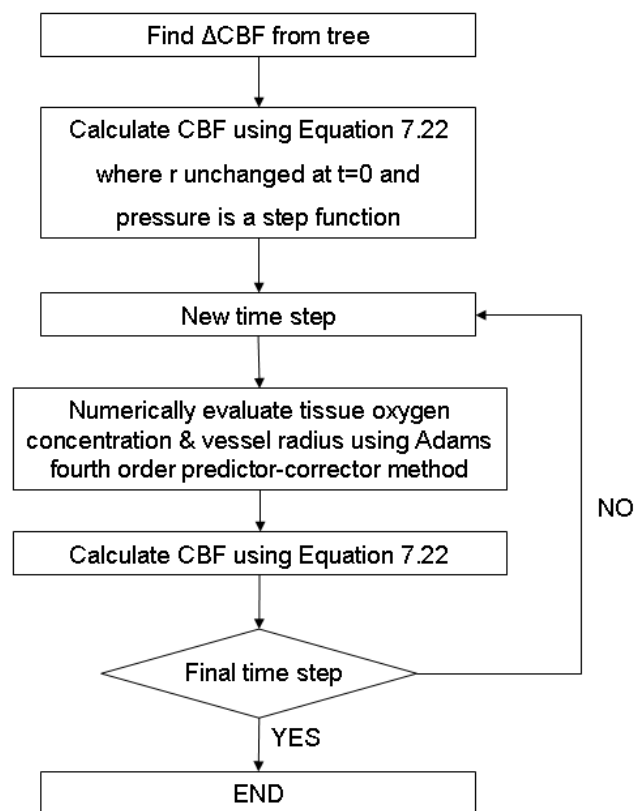 Find ΔCBF from tree
Calculate CBF using Equation 7.22
where r unchanged at t=0 and
pressure is a step function
New time step
Numerically evaluate tissue oxygen
concentration & vessel radius using Adams
fourth order predictor-corrector method
NO
Calculate CBF using Equation 7.22
Final time step
YES
END